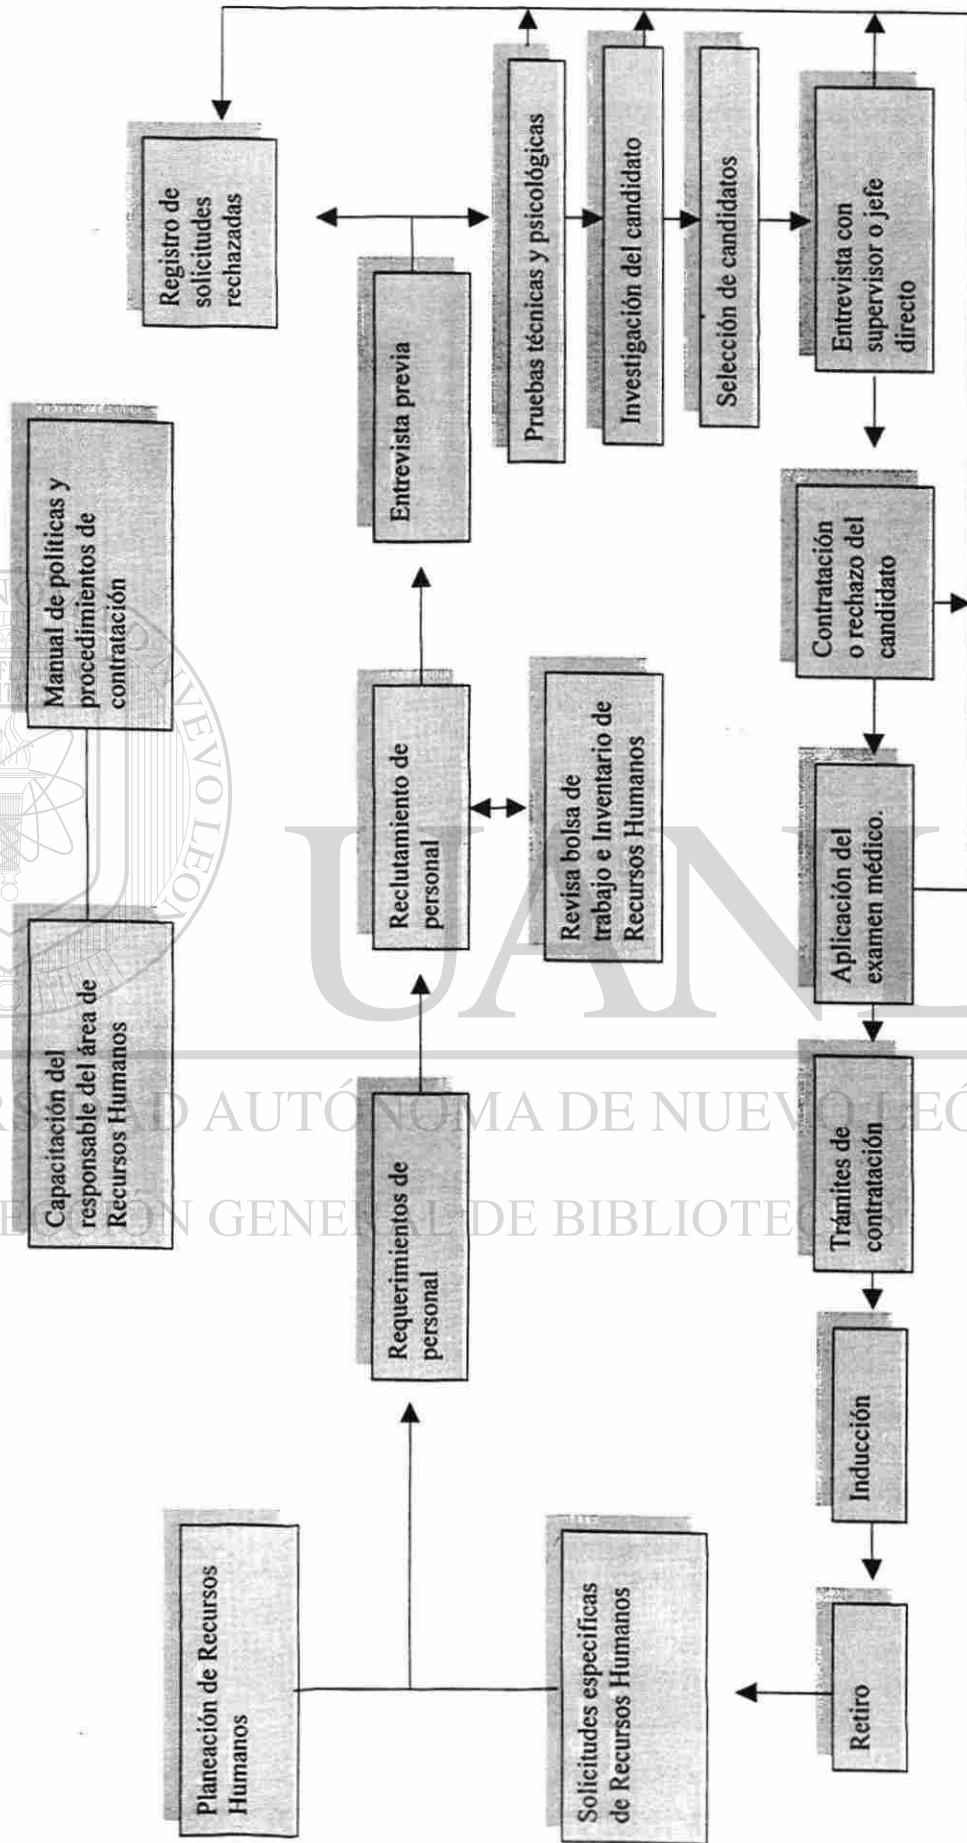 Capacitación del
responsable del área de
Recursos Humanos
Manual de políticas y
procedimientos de
contratación
Planeación de Recursos
Humanos
Registro de
solicitudes
rechazadas
Requerimientos de
personal
Reclutamiento de
personal
Entrevista previa
Pruebas técnicas y psicológicas
Solicitudes específicas
de Recursos Humanos
Revisa bolsa de
trabajo e Inventario de
Recursos Humanos
Investigación del candidato
Selección de candidatos
Retiro
Inducción
Trámites de
contratación
Aplicación del
examen médico.
Contratación
o rechazo del
candidato
Entrevista con
supervisor o jefe
directo
UANL
AUTÓNOMA DE NUEVO LEÓ
GENERAL DE BIBLIOTECAS
NUEVO LEÓN